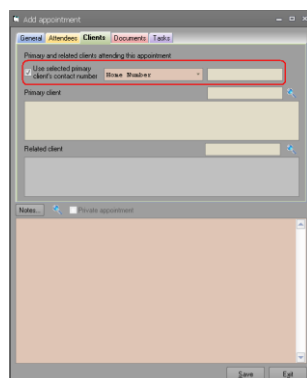 Add appointment
General Attendees Clients Documents Tasks
Primary and related clients attending this appointment
Use selected primary
client's contact number
Home Number
Primary client
Related client
Notes... Private appointment
Save Exit